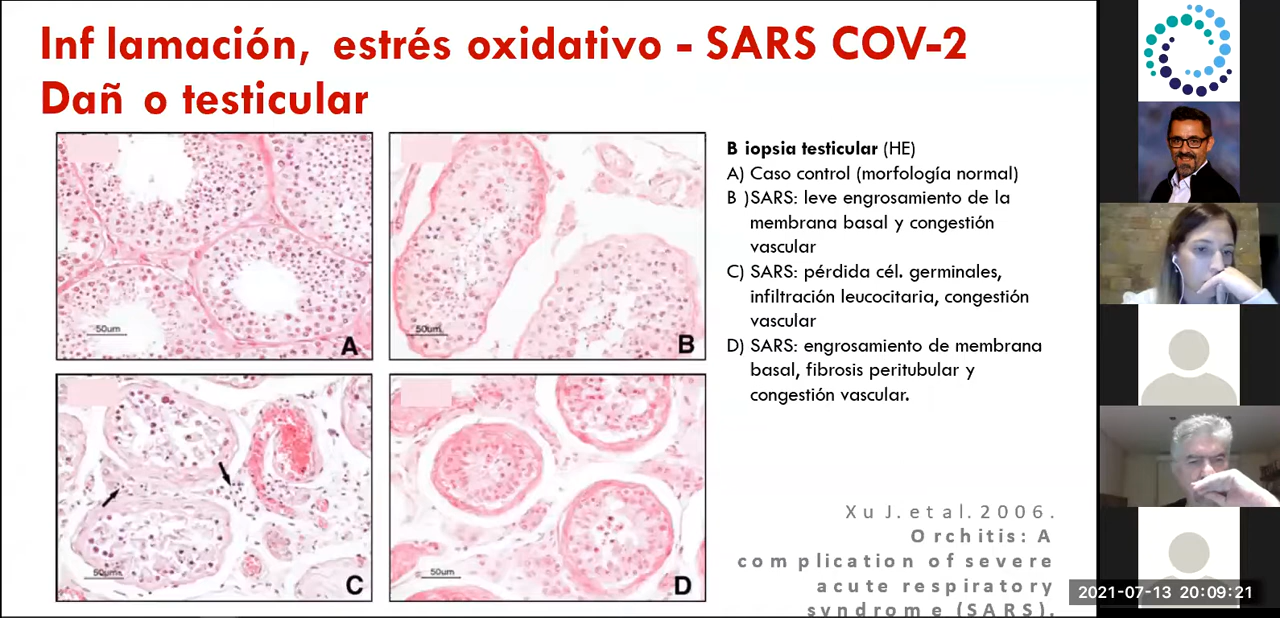 Inf lamación, estrés oxidativo - SARS COV-2
Dañ o testicular
50um
A
50um
B
50um
C
50um
D
B iopsia testicular (HE)
A) Caso control (morfología normal)
B )SARS: leve engrosamiento de la
membrana basal y congestión
vascular
C) SARS: pérdida cél. germinales,
infiltración leucocitaria, congestión
vascular
D) SARS: engrosamiento de membrana
basal, fibrosis peritubular y
congestión vascular.
Xu J. et al. 2006.
Orchitis: A
complication of severe
acute respiratory
syndrome (SARS).
2021-07-13 20:09:21